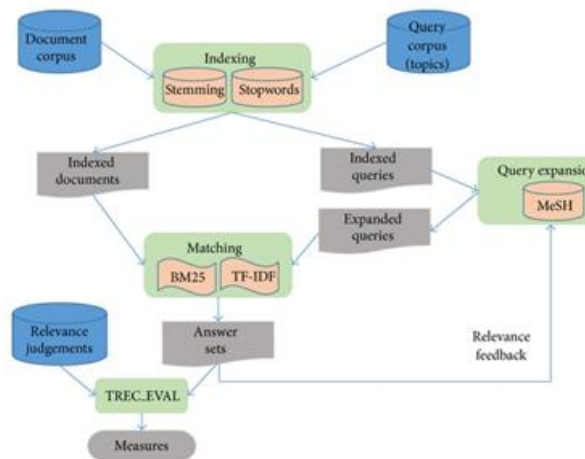 Document
corpus
Query
corpus
(topics)
Indexing
Stemming
Stopwords
Indexed
documents
Indexed
queries
Query expansion
MeSH
Expanded
queries
Matching
BM25
TF-IDF
Relevance
judgements
Answer
sets
Relevance
feedback
TREC_EVAL
Measures